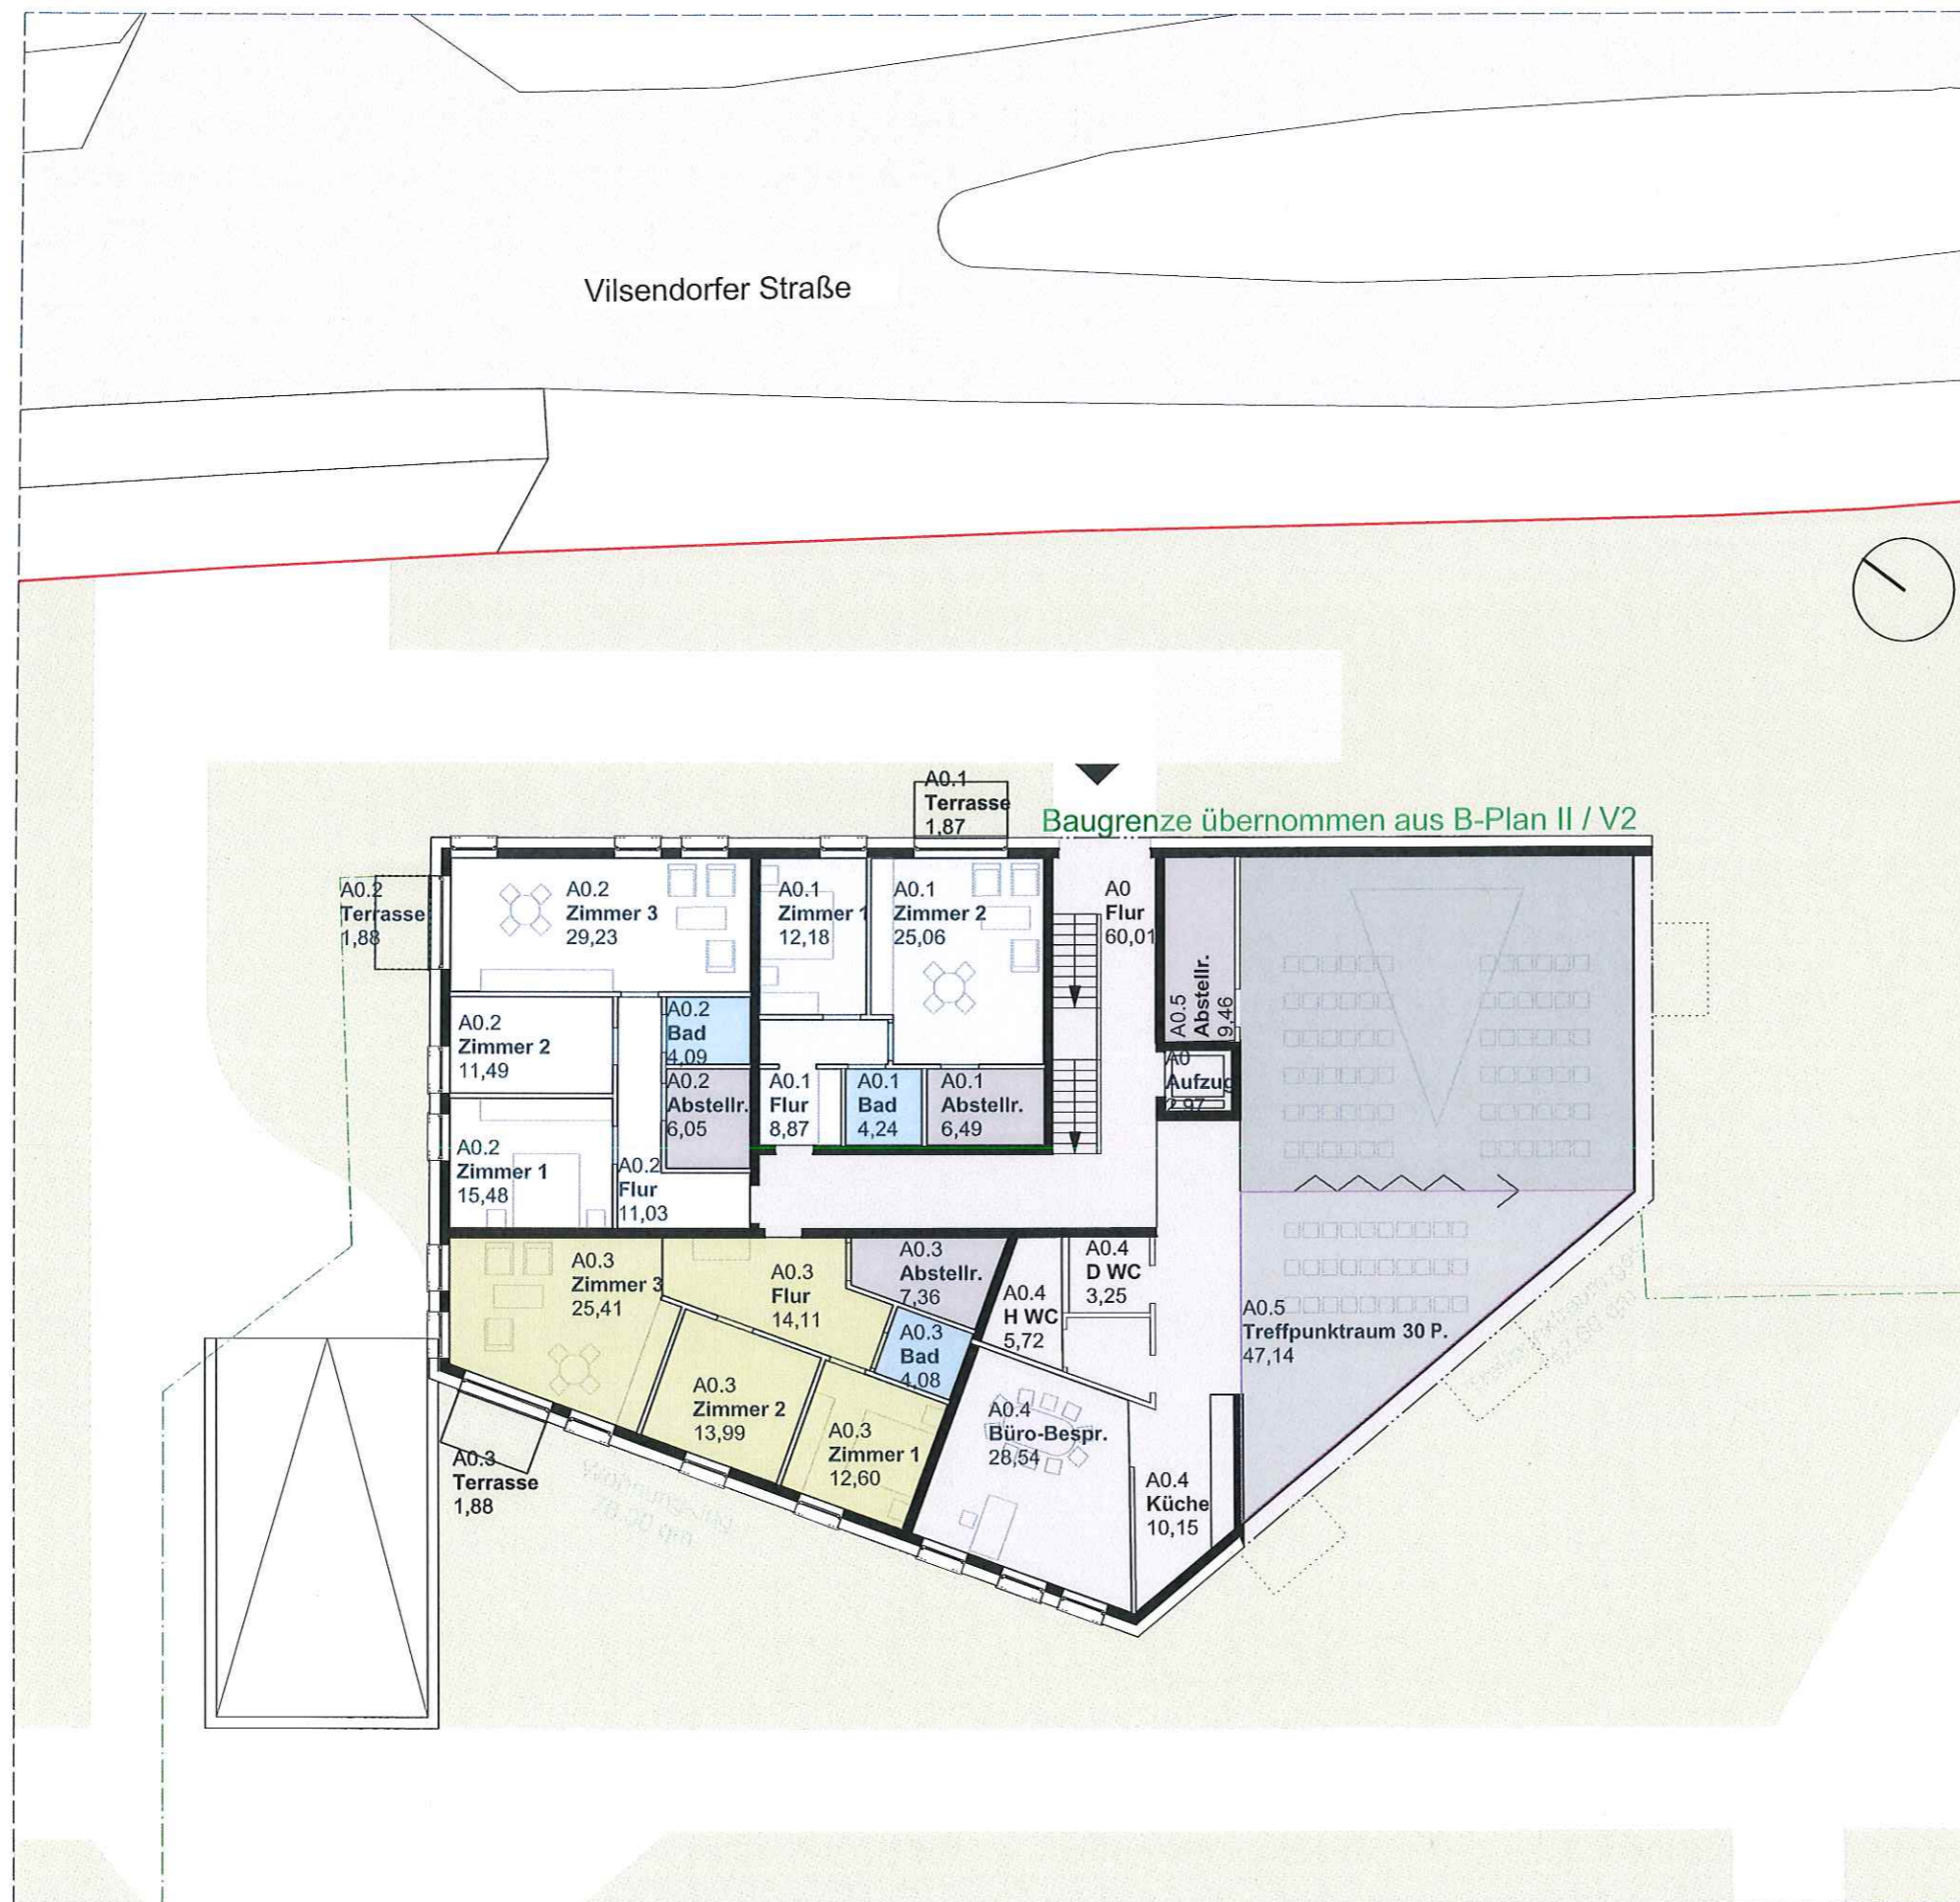 Vilsendorfer Straße
Baugrenze übernommen aus B-Plan II / V2
A0.1
Terrasse
1,87
A0.2
Terrasse
1,88
A0.2
Zimmer 3
29,23
A0.1
Zimmer 1
12,18
A0.1
Zimmer 2
25,06
A0
Flur
60,01
A0.5
Abstellr.
9,46
A0.2
Zimmer 2
11,49
A0.2
Bad
4,09
A0
Aufzug
2,97
A0.2
Abstellr.
6,05
A0.1
Flur
8,87
A0.1
Bad
4,24
A0.1
Abstellr.
6,49
A0.2
Zimmer 1
15,48
A0.2
Flur
11,03
A0.3
Zimmer 3
25,41
A0.3
Flur
14,11
A0.3
Abstellr.
7,36
A0.4
D WC
3,25
A0.4
H WC
5,72
A0.5
Treffpunktraum 30 P.
47,14
A0.3
Bad
4,08
A0.3
Zimmer 2
13,99
A0.3
Zimmer 1
12,60
A0.4
Büro-Bespr.
28,54
A0.3
Terrasse
1,88
A0.4
Küche
10,15